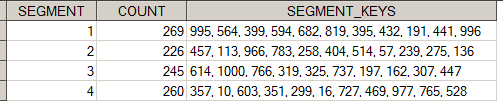 SEGMENT COUNT SEGMENT_KEYS
1 269 995, 564, 399, 594, 682, 819, 395, 432, 191, 441, 996
2 226 457, 113, 966, 783, 258, 404, 514, 57, 239, 275, 136
3 245 614, 1000, 766, 319, 325, 737, 197, 162, 307, 447
4 260 357, 10, 603, 351, 299, 16, 727, 469, 977, 765, 528